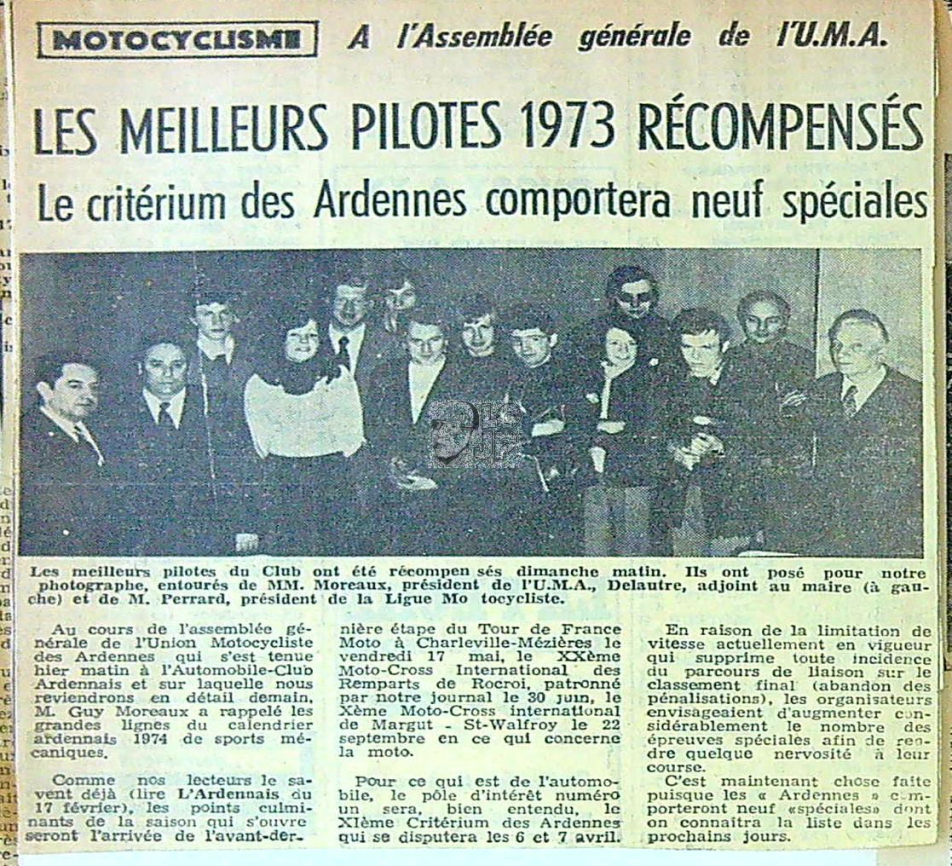 MOTOCYCLISME A l'Assemblée générale de l'U.M.A.
LES MEILLEURS PILOTES 1973 RÉCOMPENSÉS
Le critérium des Ardennes comportera neuf spéciales
Les meilleurs pilotes du Club ont été récompen sés dimanche matin. Ils ont posé pour notre
photographe, entourés de MM. Moreaux, président de l'U.M.A., Delautre, adjoint au maire (à gau-
che) et de M. Perrard, président de la Ligue Mo tocycliste.
Au cours de l'assemblée gé-
nérale de l'Union Motocycliste
des Ardennes qui s'est tenue
hier matin à l'Automobile-Club
Ardennais et sur laquelle nous
reviendrons en détail demain,
M. Guy Moreaux a rappelé les
grandes lignes du calendrier
ardennais 1974 de sports mé-
caniques.
Comme nos lecteurs le sa-
vent déjà (lire L'Ardennais du
17 février), les points culmi-
nants de la saison qui s'ouvre
seront l'arrivée de l'avant-der-
nière étape du Tour de France
Moto à Charleville-Mézières le
vendredi 17 mai, le XXème
Moto-Cross International des
Remparts de Rocroi, patronné
par notre journal le 30 juin, le
Xème Moto-Cross international
de Margut - St-Walfroy le 22
septembre en ce qui concerne
la moto.
Pour ce qui est de l'automo-
bile, le pôle d'intérêt numéro
un sera, bien entendu, le
XIème Critérium des Ardennes
qui se disputera les 6 et 7 avril.
En raison de la limitation de
vitesse actuellement en vigueur
qui supprime toute incidence
du parcours de liaison sur le
classement final (abandon des
pénalisations), les organisateurs
envisageaient d'augmenter con-
sidérablement le nombre des
épreuves spéciales afin de ren-
dre quelque nervosité à leur
course.
C'est maintenant chose faite
puisque les « Ardennes » com-
porteront neuf «spéciales» dont
on connaitra la liste dans les
prochains jours.